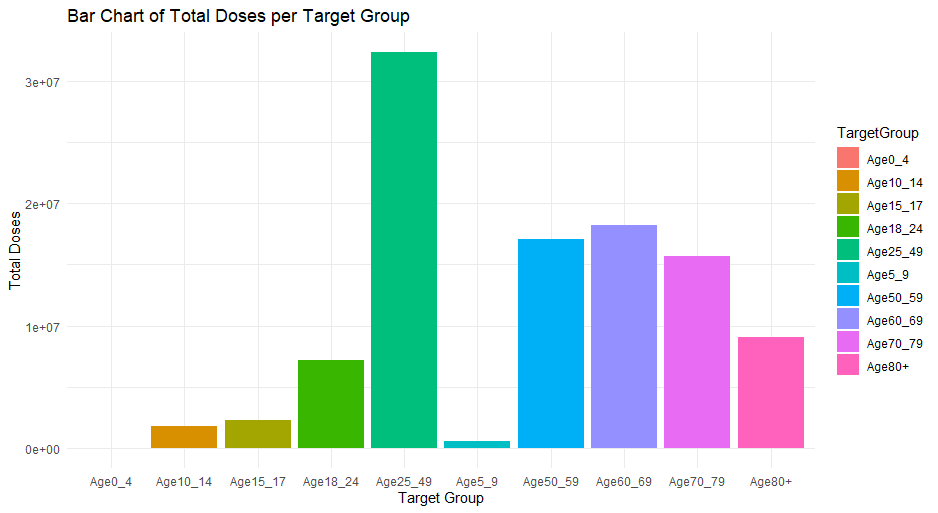 Bar Chart of Total Doses per Target Group
3e+07
2e+07
1e+07
0e+00
Total Doses
Age0_4 Age10_14 Age15_17 Age18_24 Age25_49 Age5_9 Age50_59 Age60_69 Age70_79 Age80+
Target Group
TargetGroup
Age0_4
Age10_14
Age15_17
Age18_24
Age25_49
Age5_9
Age50_59
Age60_69
Age70_79
Age80+